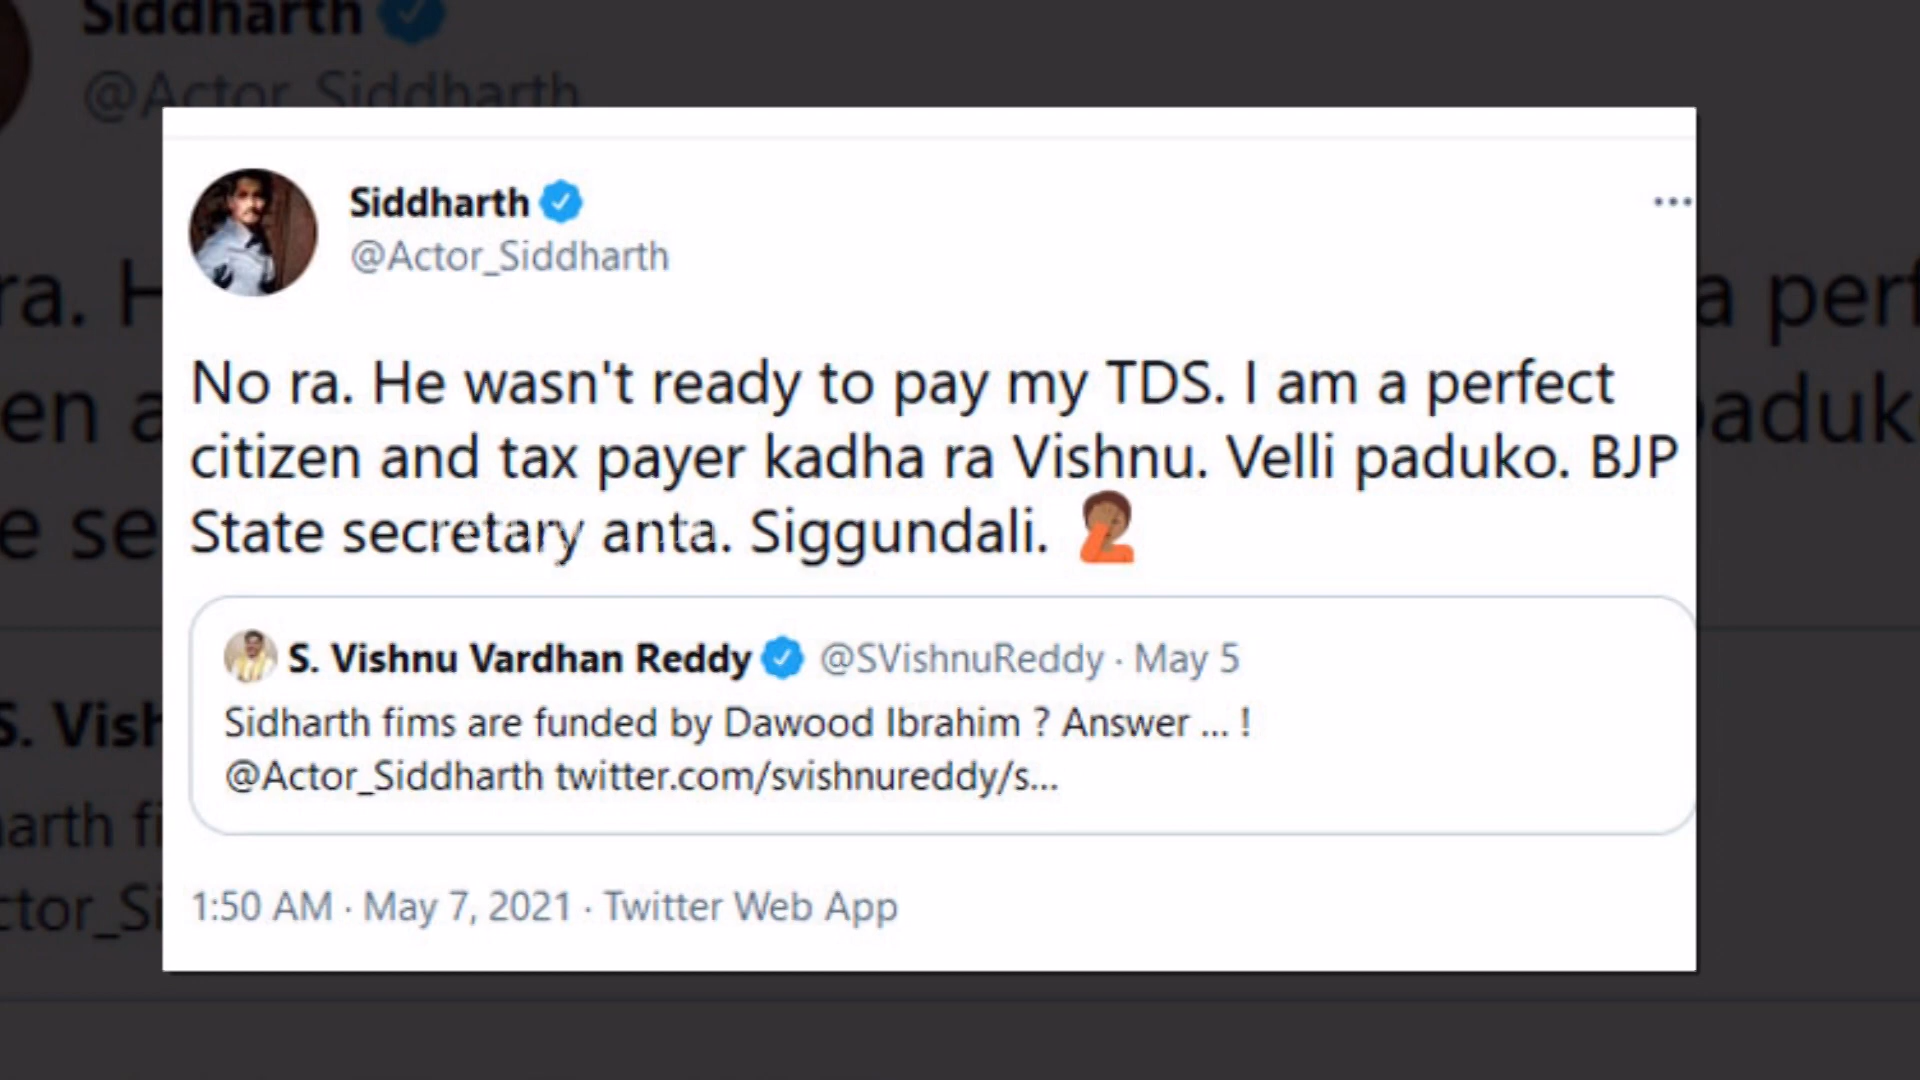 Siddharth
@Actor_Siddharth
Siddharth
@Actor_Siddharth
No ra. He wasn't ready to pay my TDS. I am a perfect
citizen and tax payer kadha ra Vishnu. Velli paduko. BJP
State secretary anta. Siggundali.
S. Vishnu Vardhan Reddy @SVishnuReddy · May 5
Sidharth fims are funded by Dawood Ibrahim ? Answer ... !
@Actor_Siddharth twitter.com/svishnureddy/s...
1:50 AM · May 7, 2021 · Twitter Web App